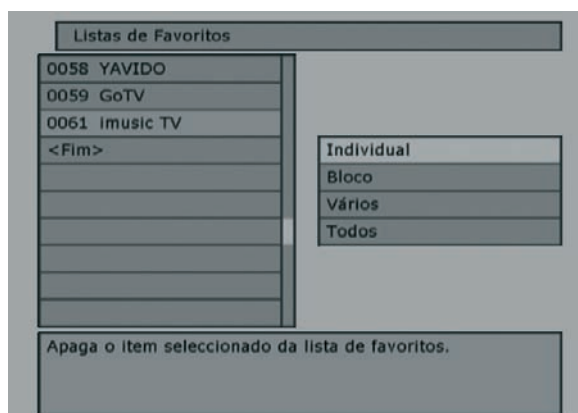 Listas de Favoritos
0058 YAVIDO
0059 GoTV
0061 imusic TV
<Fim>
Individual
Bloco
Vários
Todos
Apaga o item seleccionado da lista de favoritos.